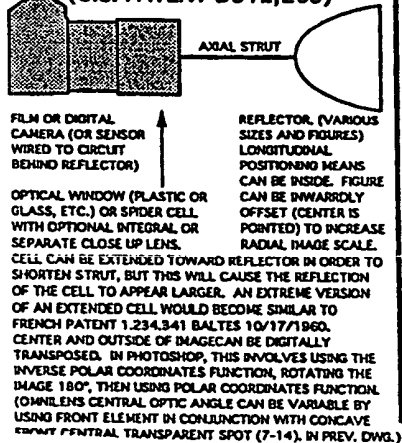 AXIAL STRUT
FILM OR DIGITAL
CAMERA (OR SENSOR
WIRED TO CIRCUIT
BEHIND REFLECTOR)
REFLECTOR, (VARIOUS
SIZES AND FIGURES)
LONGITUDINAL
POSITIONING MEANS
CAN BE INSIDE. FIGURE
CAN BE INWARDLY
OFFSET (CENTER IS
POINTED) TO INCREASE
RADIAL IMAGE SCALE.
OPTICAL WINDOW (PLASTIC OR
GLASS, ETC.) OR SPIDER CELL
WITH OPTIONAL INTEGRAL OR
SEPARATE CLOSE UP LENS.
CELL CAN BE EXTENDED TOWARD REFLECTOR IN ORDER TO
SHORTEN STRUT, BUT THIS WILL CAUSE THE REFLECTION
OF THE CELL TO APPEAR LARGER. AN EXTREME VERSION
OF AN EXTENDED CELL WOULD BECOME SIMILAR TO
FRENCH PATENT 1.234.341 BALTES 10/17/1960.
CENTER AND OUTSIDE OF IMAGECAN BE DIGITALLY
TRANSPOSED. IN PHOTOSHOP, THIS INVOLVES USING THE
INVERSE POLAR COORDINATES FUNCTION, ROTATING THE
IMAGE 180°, THEN USING POLAR COORDINATES FUNCTION.
(OMNILENS CENTRAL OPTIC ANGLE CAN BE VARIABLE BY
USING FRONT ELEMENT IN CONJUNCTION WITH CONCAVE
FRONT CENTRAL TRANSPARENT SPOT (7-14), IN PREV. DWG.)